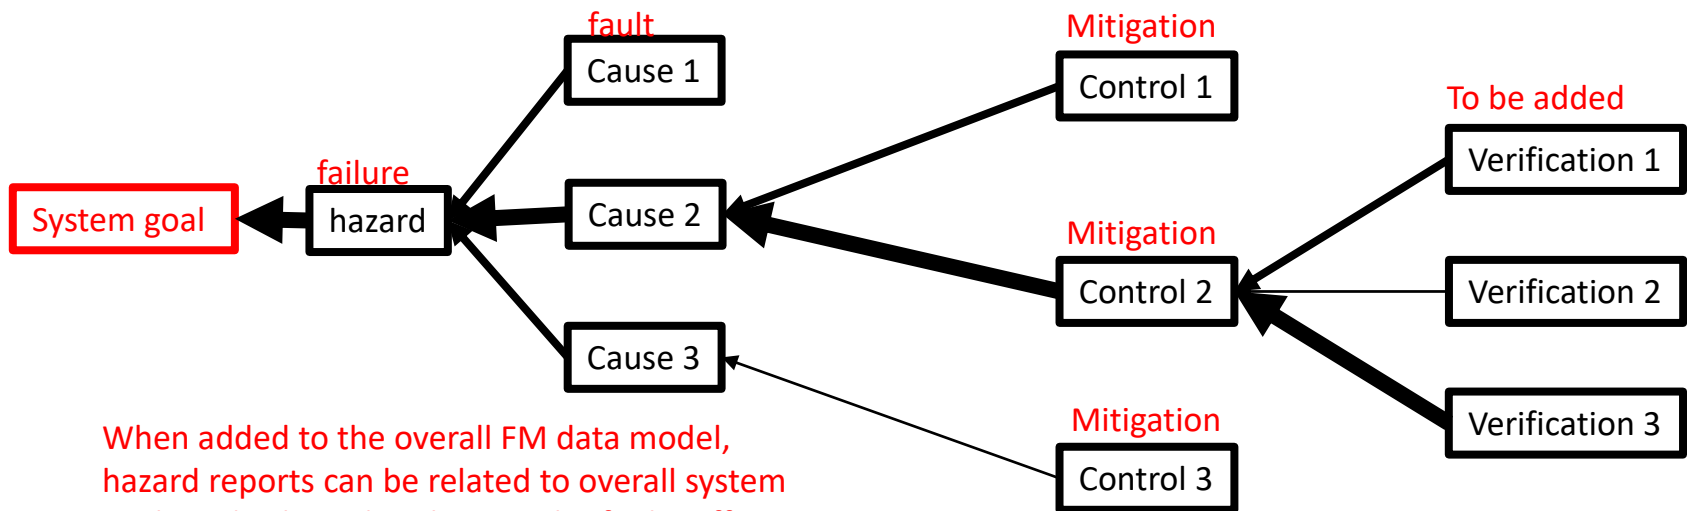 fault
Cause 1
Mitigation
Control 1
To be added
Verification 1
failure
System goal
hazard
Cause 2
Mitigation
Control 2
Verification 2
Cause 3
Verification 3
When added to the overall FM data model,
hazard reports can be related to overall system
Mitigation
Control 3